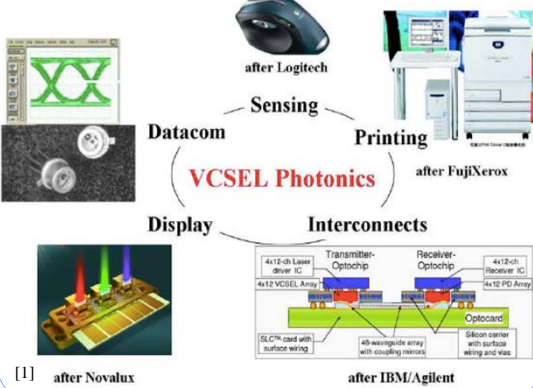 after Logitech
Sensing
Datacom
Printing
after FujiXerox
VCSEL Photonics
Display
Interconnects
Transmitter-
Optochip
Receiver-
Optochip
4x12-ch Laser
driver IC
4x12-ch
Receiver IC
4x12 VCSEL Array
4x12 PD Array
Optocard
SLC™ card with
surface wiring
48-waveguide array
with coupling mirrors
Silicon carrier
with surface
wiring and vias
[1]
after Novalux
after IBM/Agilent